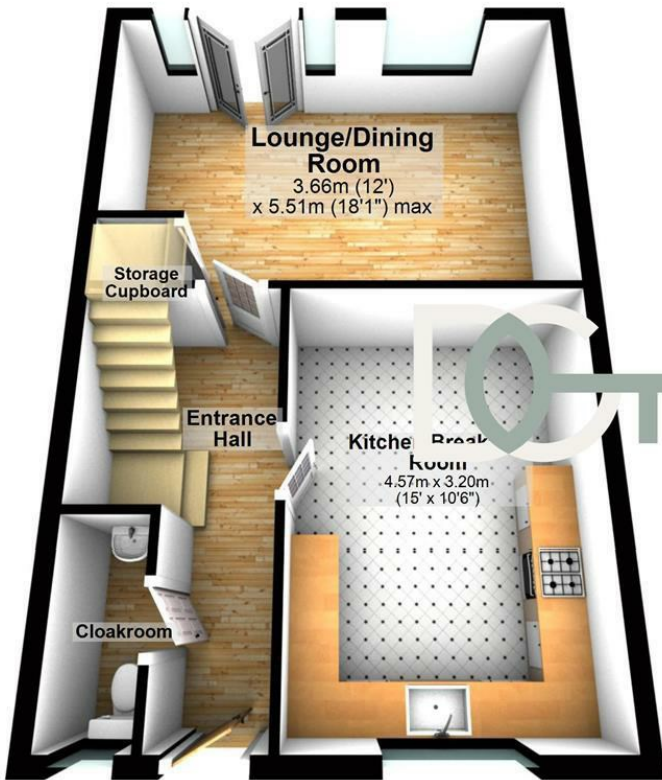 Lounge/Dining
Room
3.66m (12')
x 5.51m (18'1") max
Storage
Cupboard
Entrance
Hall
Kitchen
Room
4.57m x 3.20m
(15' x 10'6")
Cloakroom